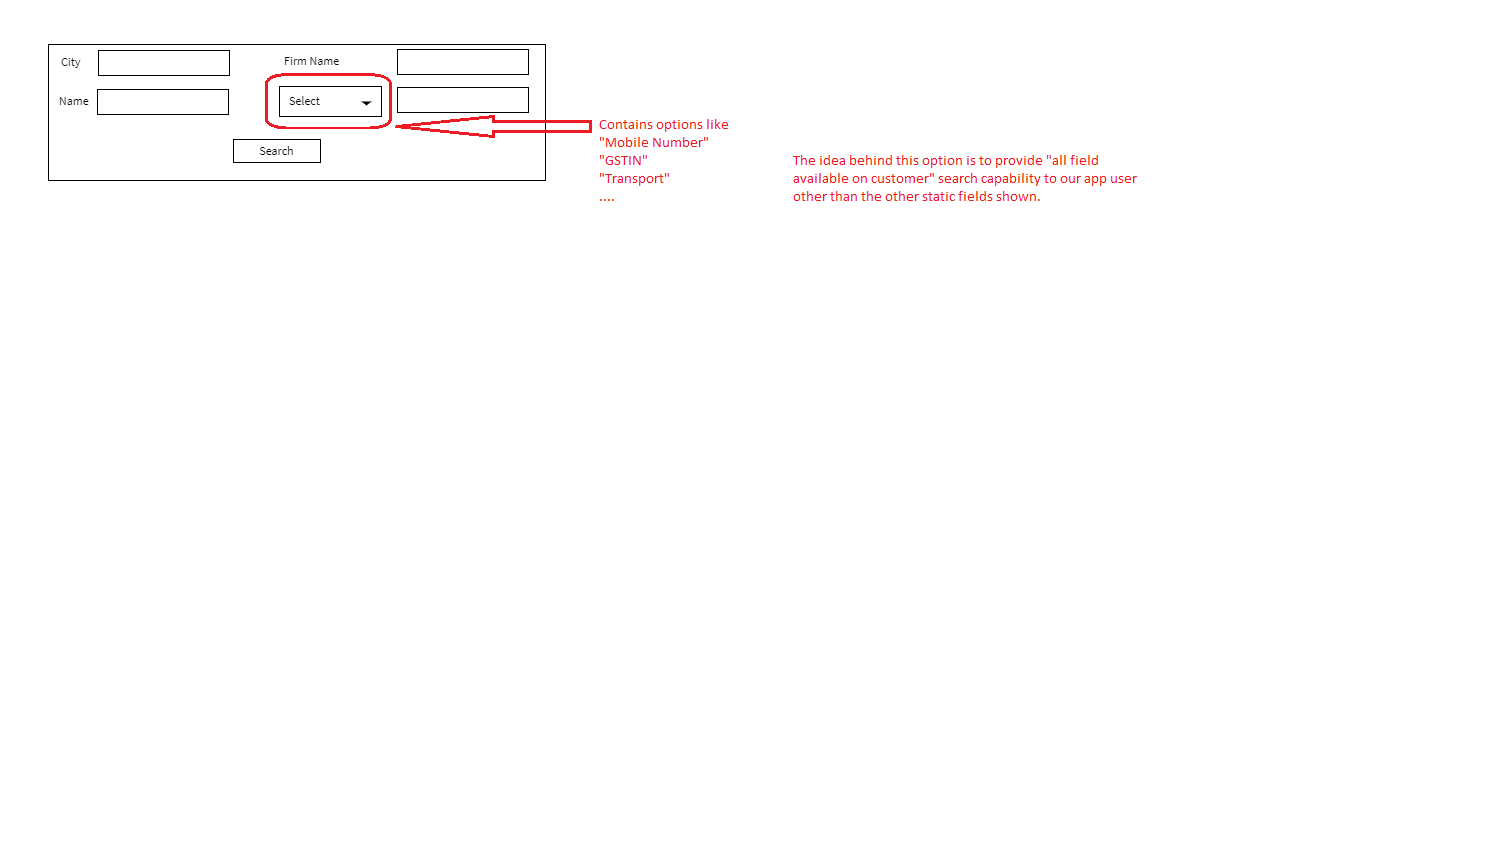 City
Firm Name
Name
Select
Search
Contains options like
"Mobile Number"
"GSTIN"
"Transport"
....
The idea behind this option is to provide "all field
available on customer" search capability to our app user
other than the other static fields shown.